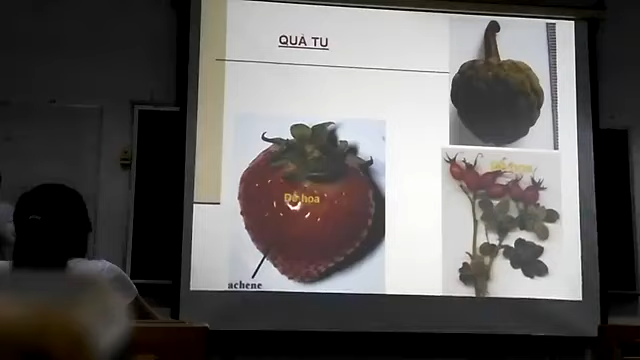 QUẢ TỤ
Đế hoa
achene